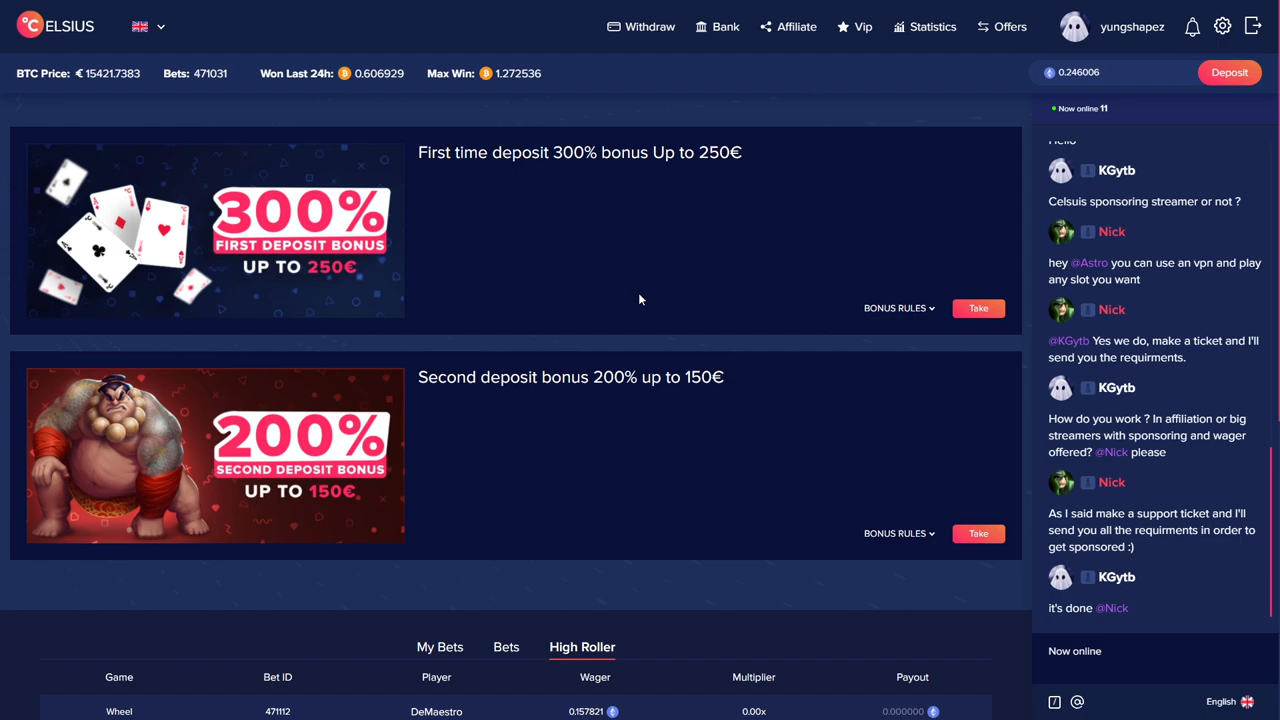 °CELSIUS
Withdraw Bank Affiliate Vip Statistics Offers yungshapez
BTC Price: € 15421.7383 Bets: 471031 Won Last 24h: 0.606929 Max Win: 1.272536 0.246006 Deposit
First time deposit 300% bonus Up to 250€
300%
FIRST DEPOSIT BONUS
UP TO 250€
BONUS RULES Take
Second deposit bonus 200% up to 150€
200%
SECOND DEPOSIT BONUS
UP TO 150€
BONUS RULES Take
My Bets Bets High Roller
Game Bet ID Player Wager Multiplier Payout
Wheel 471112 DeMaestro 0.157821 0.00x 0.000000
Now online 11
Hello
KGytb
Celsuis sponsoring streamer or not ?
Nick
hey @Astro you can use an vpn and play
any slot you want
Nick
@KGytb Yes we do, make a ticket and I'll
send you the requirments.
KGytb
How do you work ? In affiliation or big
streamers with sponsoring and wager
offered? @Nick please
Nick
As I said make a support ticket and I'll
send you all the requirments in order to
get sponsored :)
KGytb
it's done @Nick
Now online
/ @ English